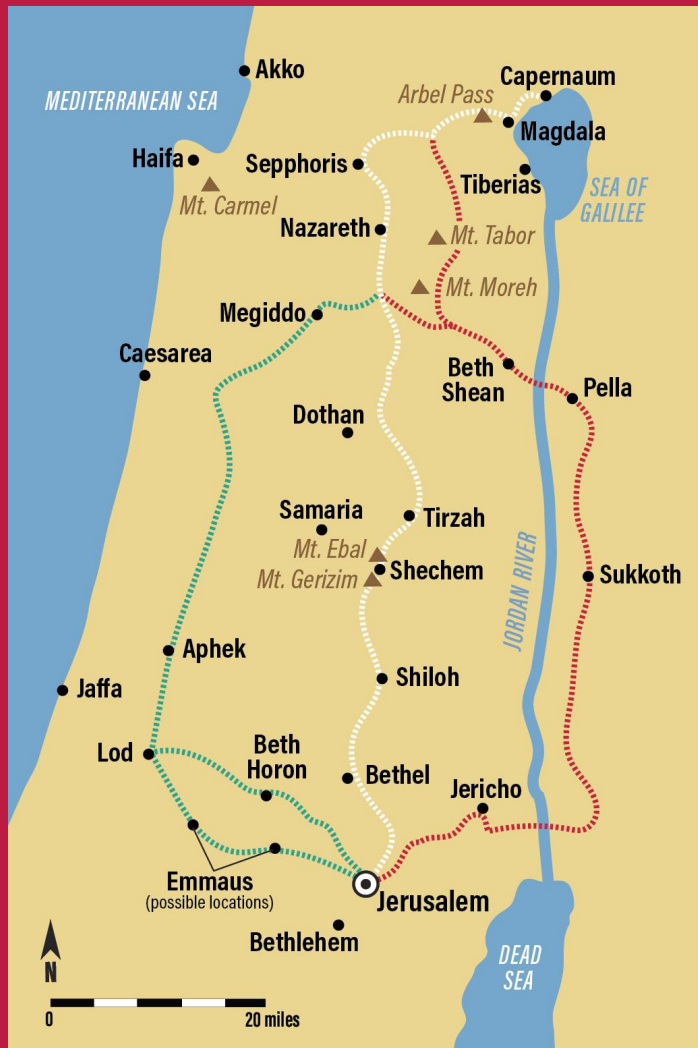 Akko
MEDITERRANEAN SEA
Capernaum
Arbel Pass
Magdala
Haifa
Sepphoris
Tiberias
SEA OF
GALILEE
Mt. Carmel
Nazareth
Mt. Tabor
Mt. Moreh
Megiddo
Caesarea
Beth
Shean
Pella
Dothan
Samaria
Tirzah
Mt. Ebal
Shechem
Mt. Gerizim
JORDAN RIVER
Sukkoth
Aphek
Shiloh
Jaffa
Lod
Beth
Horon
Bethel
Jericho
Emmaus
(possible locations)
Jerusalem
Bethlehem
DEAD
SEA
N
0 20 miles